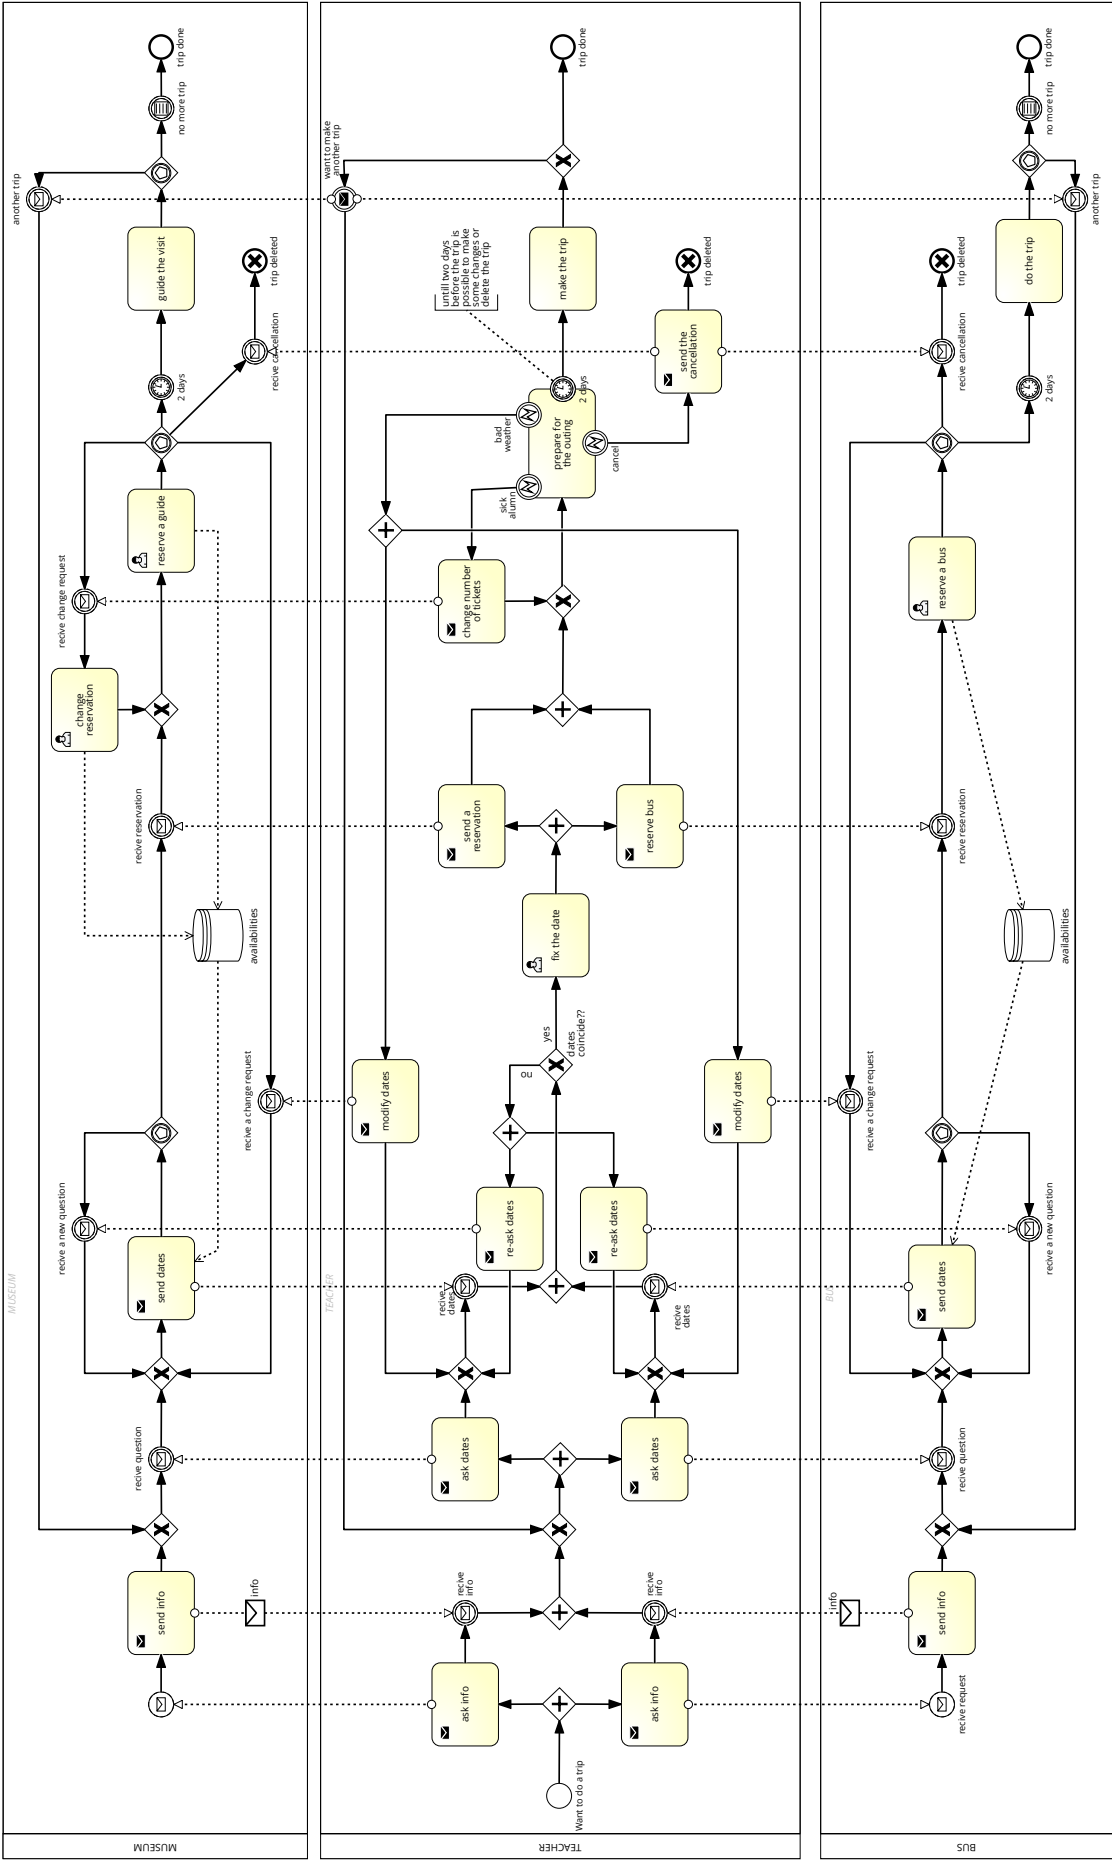 MUSEUM
MUSEUM
send info
info
recive question
send dates
recive a new question
recive a change request
availabilities
recive reservation
change
reservation
recive change request
reserve a guide
2 days
recive cancellation
trip deleted
guide the visit
another trip
no more trip
trip done
TEACHER
TEACHER
Want to do a trip
ask info
ask info
recive
info
recive
info
ask dates
ask dates
recive
dates
recive
dates
re-ask dates
re-ask dates
modify dates
modify dates
no
yes
dates
coincide??
fix the date
send a
reservation
reserve bus
change number
of tickets
sick
alumn
bad
weather
prepare for
the outing
cancel
2 days
untill two days
before the trip is
possible to make
some changes or
delete the trip
send the
cancellation
trip deleted
make the trip
want to make
another trip
trip done
BUS
recive request
send info
info
recive question
send dates
recive a new question
recive a change request
availabilities
recive reservation
reserve a bus
2 days
recive cancellation
trip deleted
do the trip
another trip
no more trip
trip done